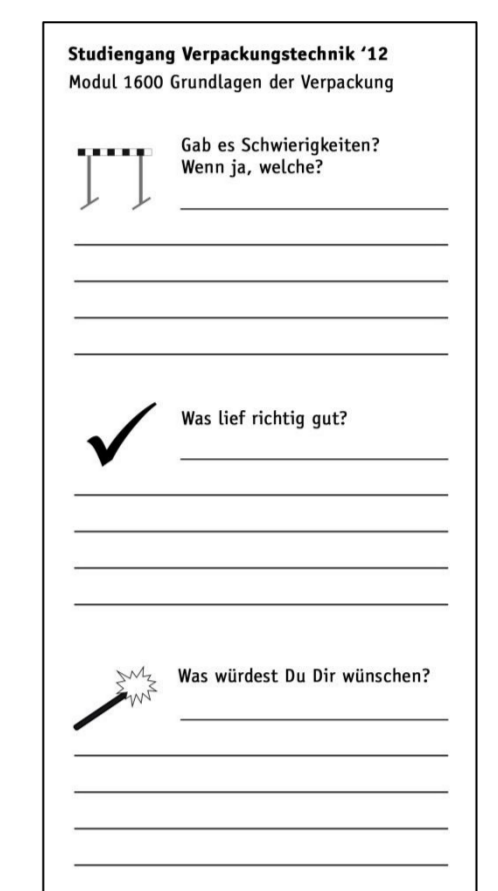 Studiengang Verpackungstechnik ‘12
Modul 1600 Grundlagen der Verpackung
Gab es Schwierigkeiten?
Wenn ja, welche?
Was lief richtig gut?
Was würdest Du Dir wünschen?